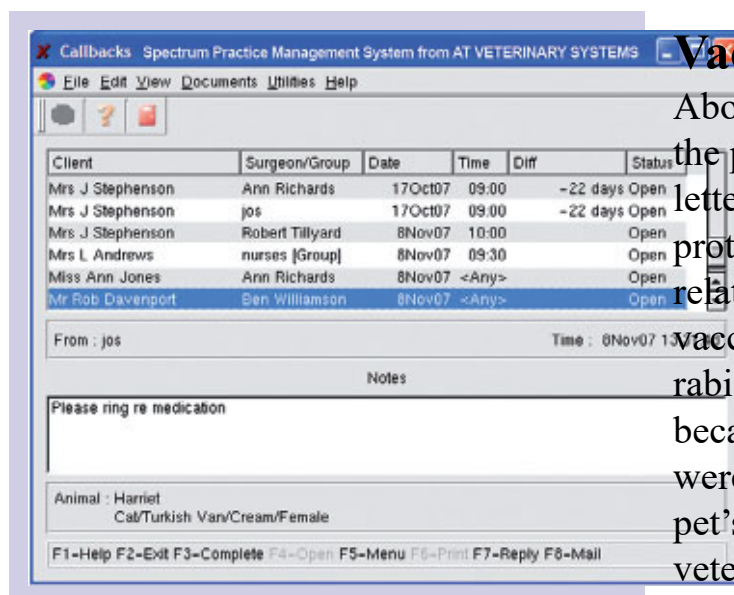 Callbacks Spectrum Practice Management System from AT VETERINARY SYSTEMS
File Edit View Documents Utilities Help
Client Surgeon/Group Date Time Diff Status
Mrs J Stephenson Ann Richards 17Oct07 09:00 -22 days Open
Mrs J Stephenson jos 17Oct07 09:00 -22 days Open
Mrs J Stephenson Robert Tillyard 8Nov07 10:00 Open
Mrs L Andrews nurses [Group] 8Nov07 09:30 Open
Miss Ann Jones Ann Richards 8Nov07 <Any> Open
Mr Rob Davenport Ben Williamson 8Nov07 <Any> Open
From : jos Time : 8Nov07
Notes
Please ring re medication
Animal : Harriet
Cat/Turkish Van/Cream/Female
F1-Help F2-Exit F3-Complete F4-Open F5-Menu F6-Print F7-Reply F8-Mail
the